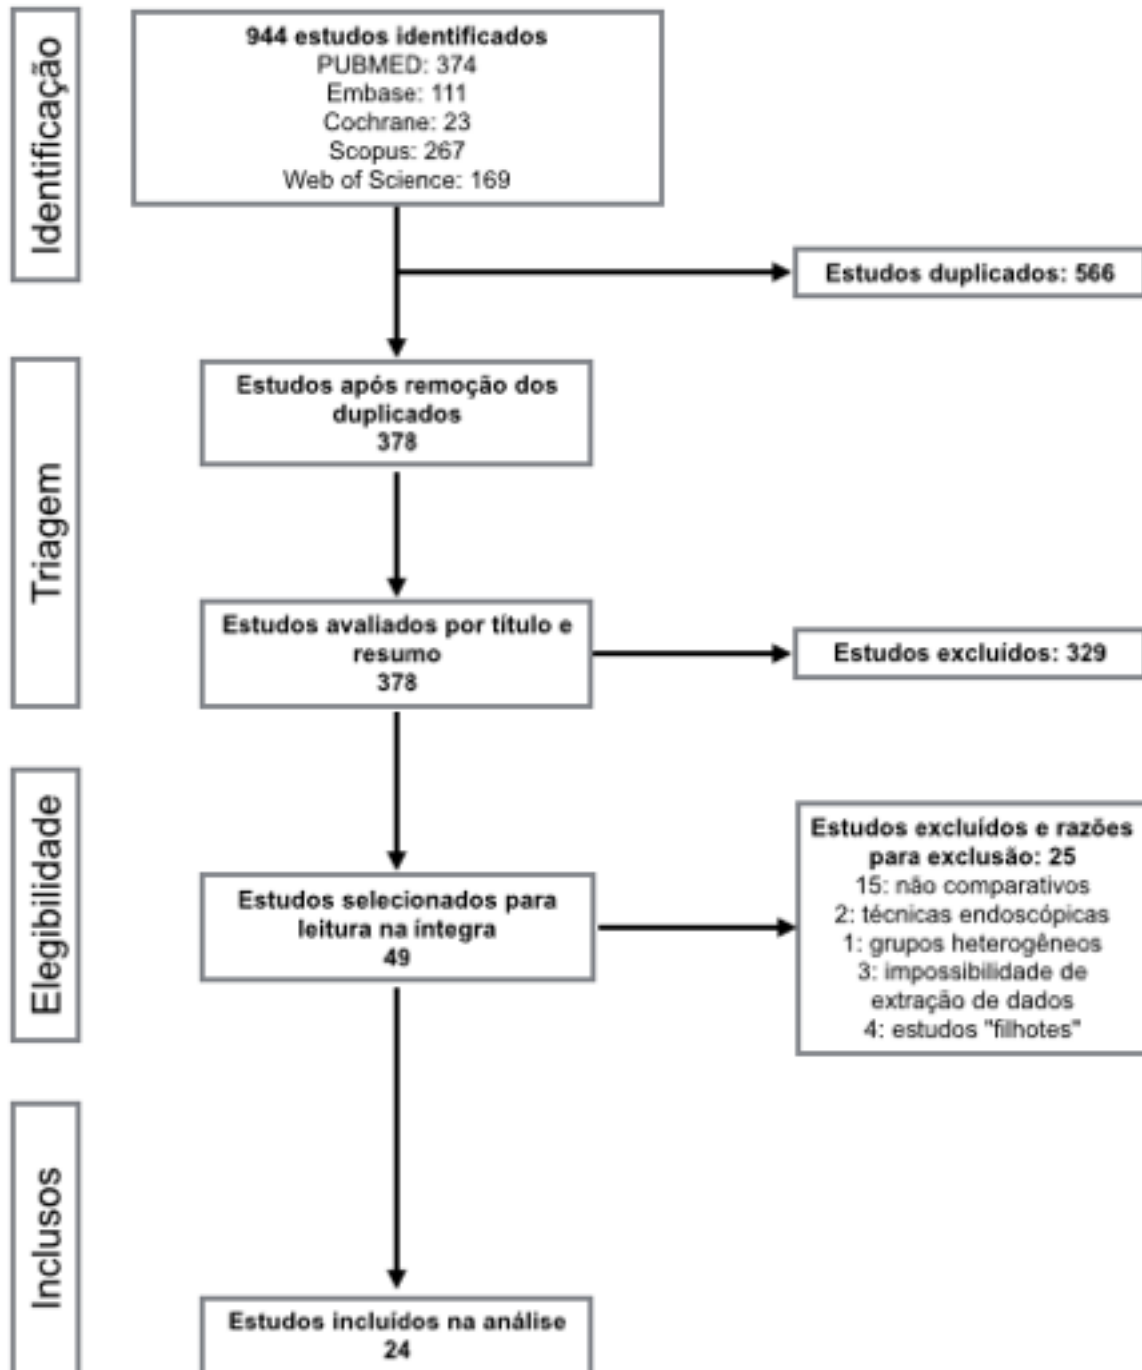 Identificação
944 estudos identificados
PUBMED: 374
Embase: 111
Cochrane: 23
Scopus: 267
Web of Science: 169
Estudos duplicados: 566
Triagem
Estudos após remoção dos
duplicados
378
Estudos avaliados por título e
resumo
378
Estudos excluídos: 329
Elegibilidade
Estudos selecionados para
leitura na íntegra
49
Estudos excluídos e razões
para exclusão: 25
15: não comparativos
2: técnicas endoscópicas
1: grupos heterogêneos
3: impossibilidade de
extração de dados
4: estudos "filhotes"
Inclusos
Estudos incluídos na análise
24